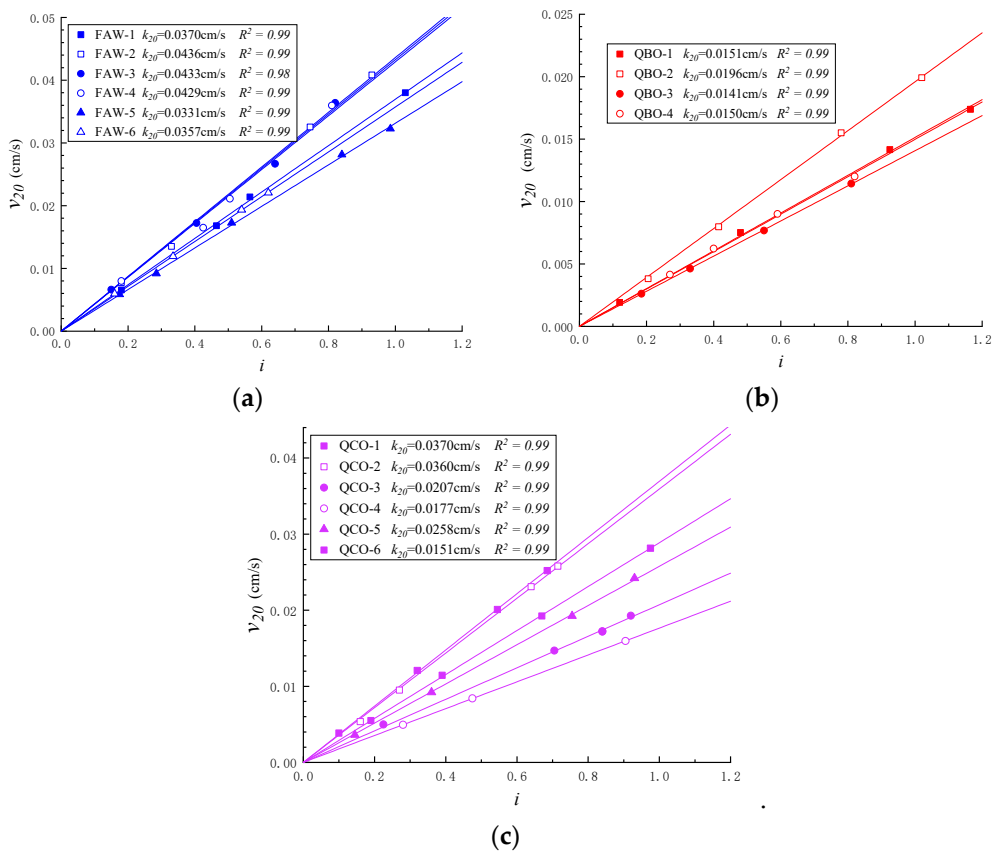 0.05
0.04
0.03
0.02
0.01
0.00
v20 (cm/s)
FAW-1 k20=0.0370cm/s R² = 0.99
FAW-2 k20=0.0436cm/s R² = 0.99
FAW-3 k20=0.0433cm/s R² = 0.98
FAW-4 k20=0.0429cm/s R² = 0.99
FAW-5 k20=0.0331cm/s R² = 0.99
FAW-6 k20=0.0357cm/s R² = 0.99
0.0 0.2 0.4 0.6 0.8 1.0 1.2
i
(a)
0.025
0.020
0.015
0.010
0.005
0.000
v20 (cm/s)
QBO-1 k20=0.0151cm/s R² = 0.99
QBO-2 k20=0.0196cm/s R² = 0.99
QBO-3 k20=0.0141cm/s R² = 0.99
QBO-4 k20=0.0150cm/s R² = 0.99
0.0 0.2 0.4 0.6 0.8 1.0 1.2
i
(b)
0.04
0.03
0.02
0.01
0.00
v20 (cm/s)
QCO-1 k20=0.0370cm/s R² = 0.99
QCO-2 k20=0.0360cm/s R² = 0.99
QCO-3 k20=0.0207cm/s R² = 0.99
QCO-4 k20=0.0177cm/s R² = 0.99
QCO-5 k20=0.0258cm/s R² = 0.99
QCO-6 k20=0.0151cm/s R² = 0.99
0.0 0.2 0.4 0.6 0.8 1.0 1.2
i
.
(c)